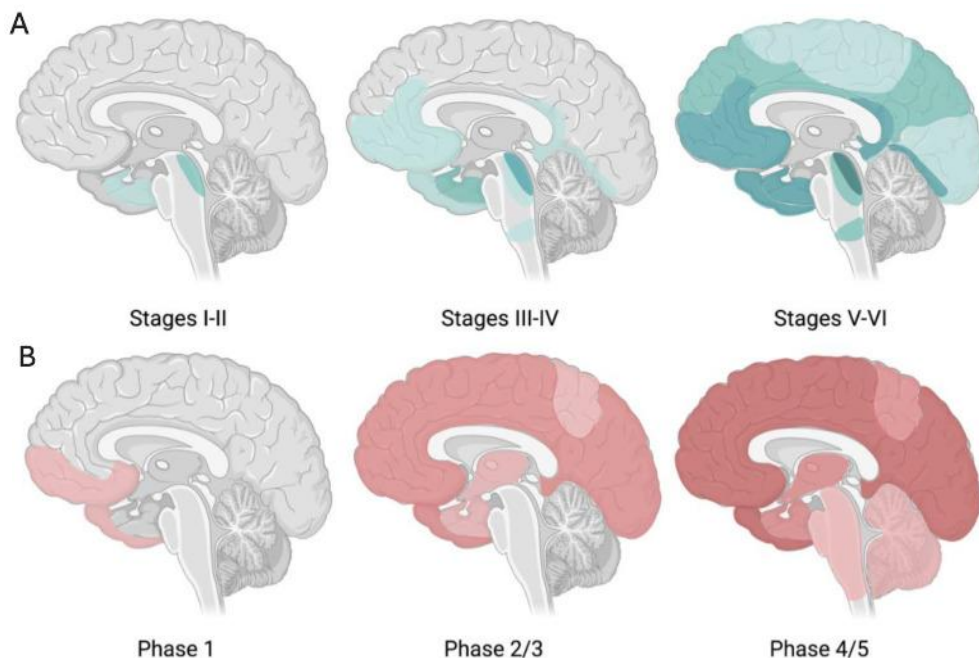 A
Stages I-II
Stages III-IV
Stages V-VI
B
Phase 1
Phase 2/3
Phase 4/5